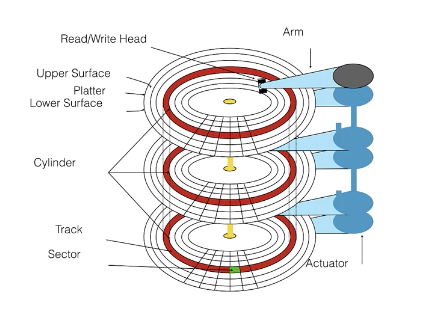 Arm
Read/Write Head
Upper Surface
Platter
Lower Surface
Cylinder
Track
Sector
Actuator